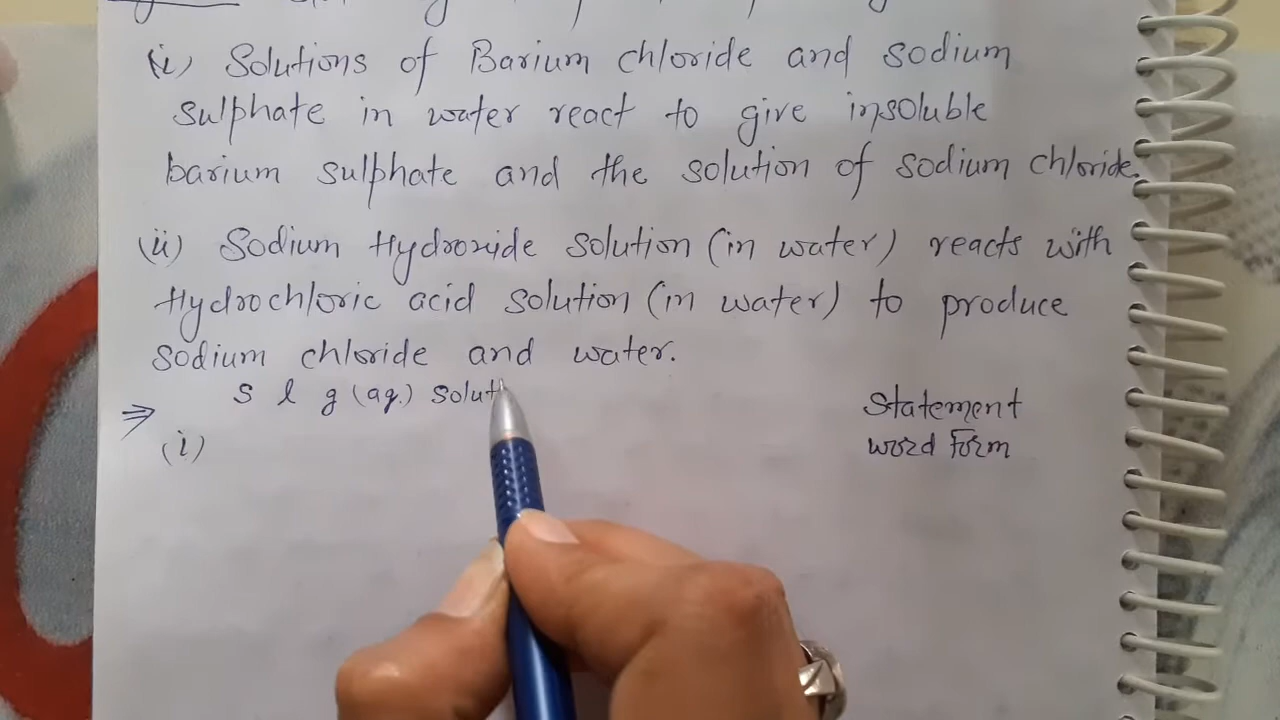 (i) Solutions of Barium chloride and sodium
sulphate in water react to give insoluble
barium sulphate and the solution of sodium chloride.
(ii) Sodium Hydroxide solution (in water) reacts with
Hydrochloric acid solution (in water) to produce
sodium chloride and water.
s l g (aq.) solut
⇒
(i)
Statement
word form